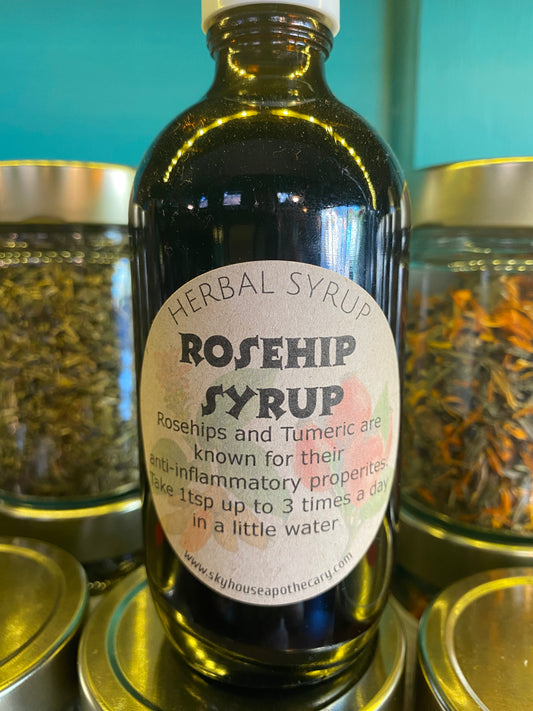 HERBAL SYRUP
ROSEHIP
SYRUP
Rosehips and Tumeric are
known for their
anti-inflammatory properites.
Take 1tsp up to 3 times a day
in a little water
www.skyhouseapothecary.com